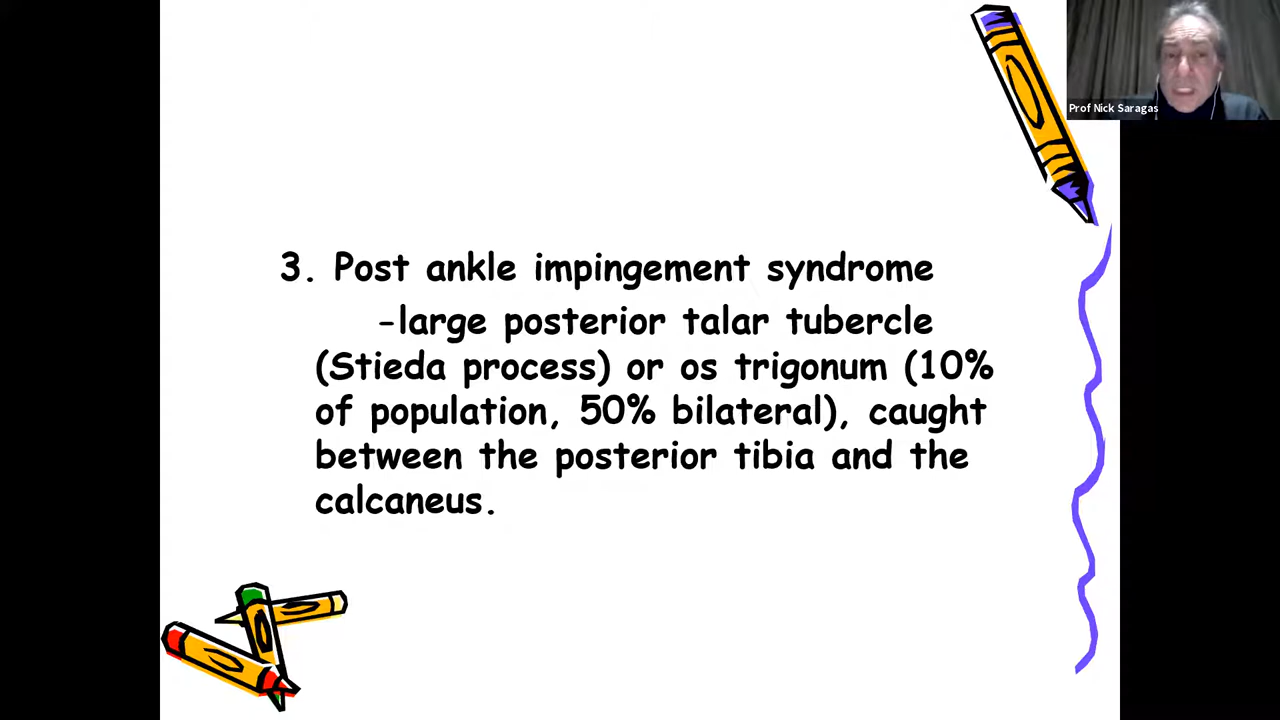 Prof Nick Saragas
3. Post ankle impingement syndrome
-large posterior talar tubercle
(Stieda process) or os trigonum (10%
of population, 50% bilateral), caught
between the posterior tibia and the
calcaneus.